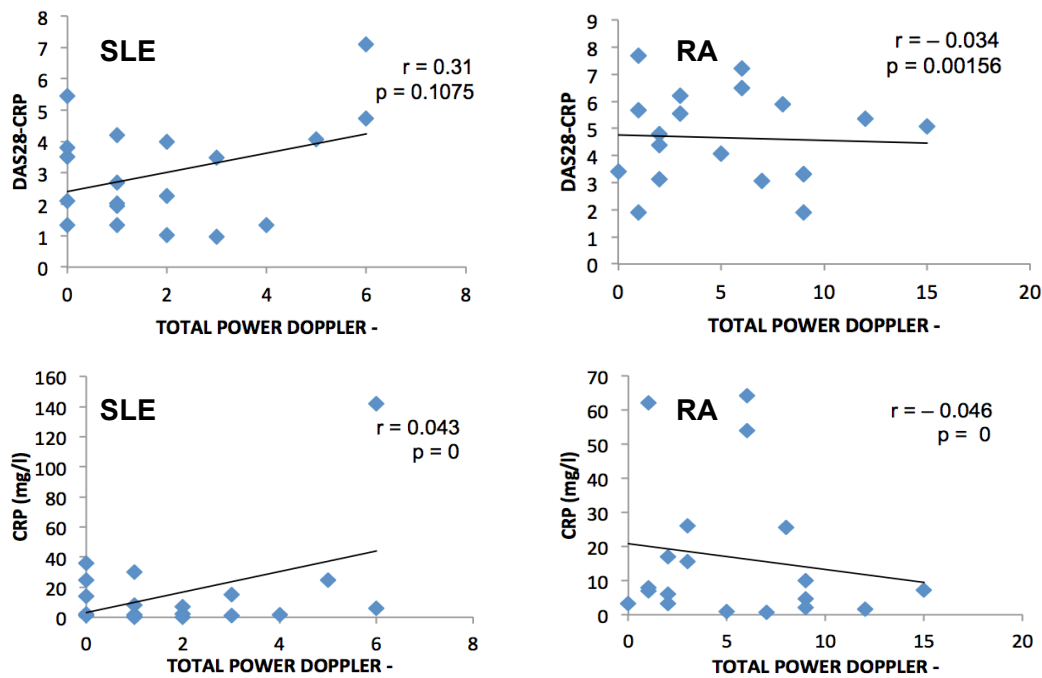 8
7
6
5
4
3
2
1
0
DAS28-CRP
SLE
r = 0.31
p = 0.1075
0 2 4 6 8
TOTAL POWER DOPPLER -
9
8
7
6
5
4
3
2
1
0
DAS28-CRP
RA
r = – 0.034
p = 0.00156
0 5 10 15 20
TOTAL POWER DOPPLER -
160
140
120
100
80
60
40
20
0
CRP (mg/l)
SLE
r = 0.043
p = 0
0 2 4 6 8
TOTAL POWER DOPPLER -
70
60
50
40
30
20
10
0
CRP (mg/l)
RA
r = – 0.046
p = 0
0 5 10 15 20
TOTAL POWER DOPPLER -